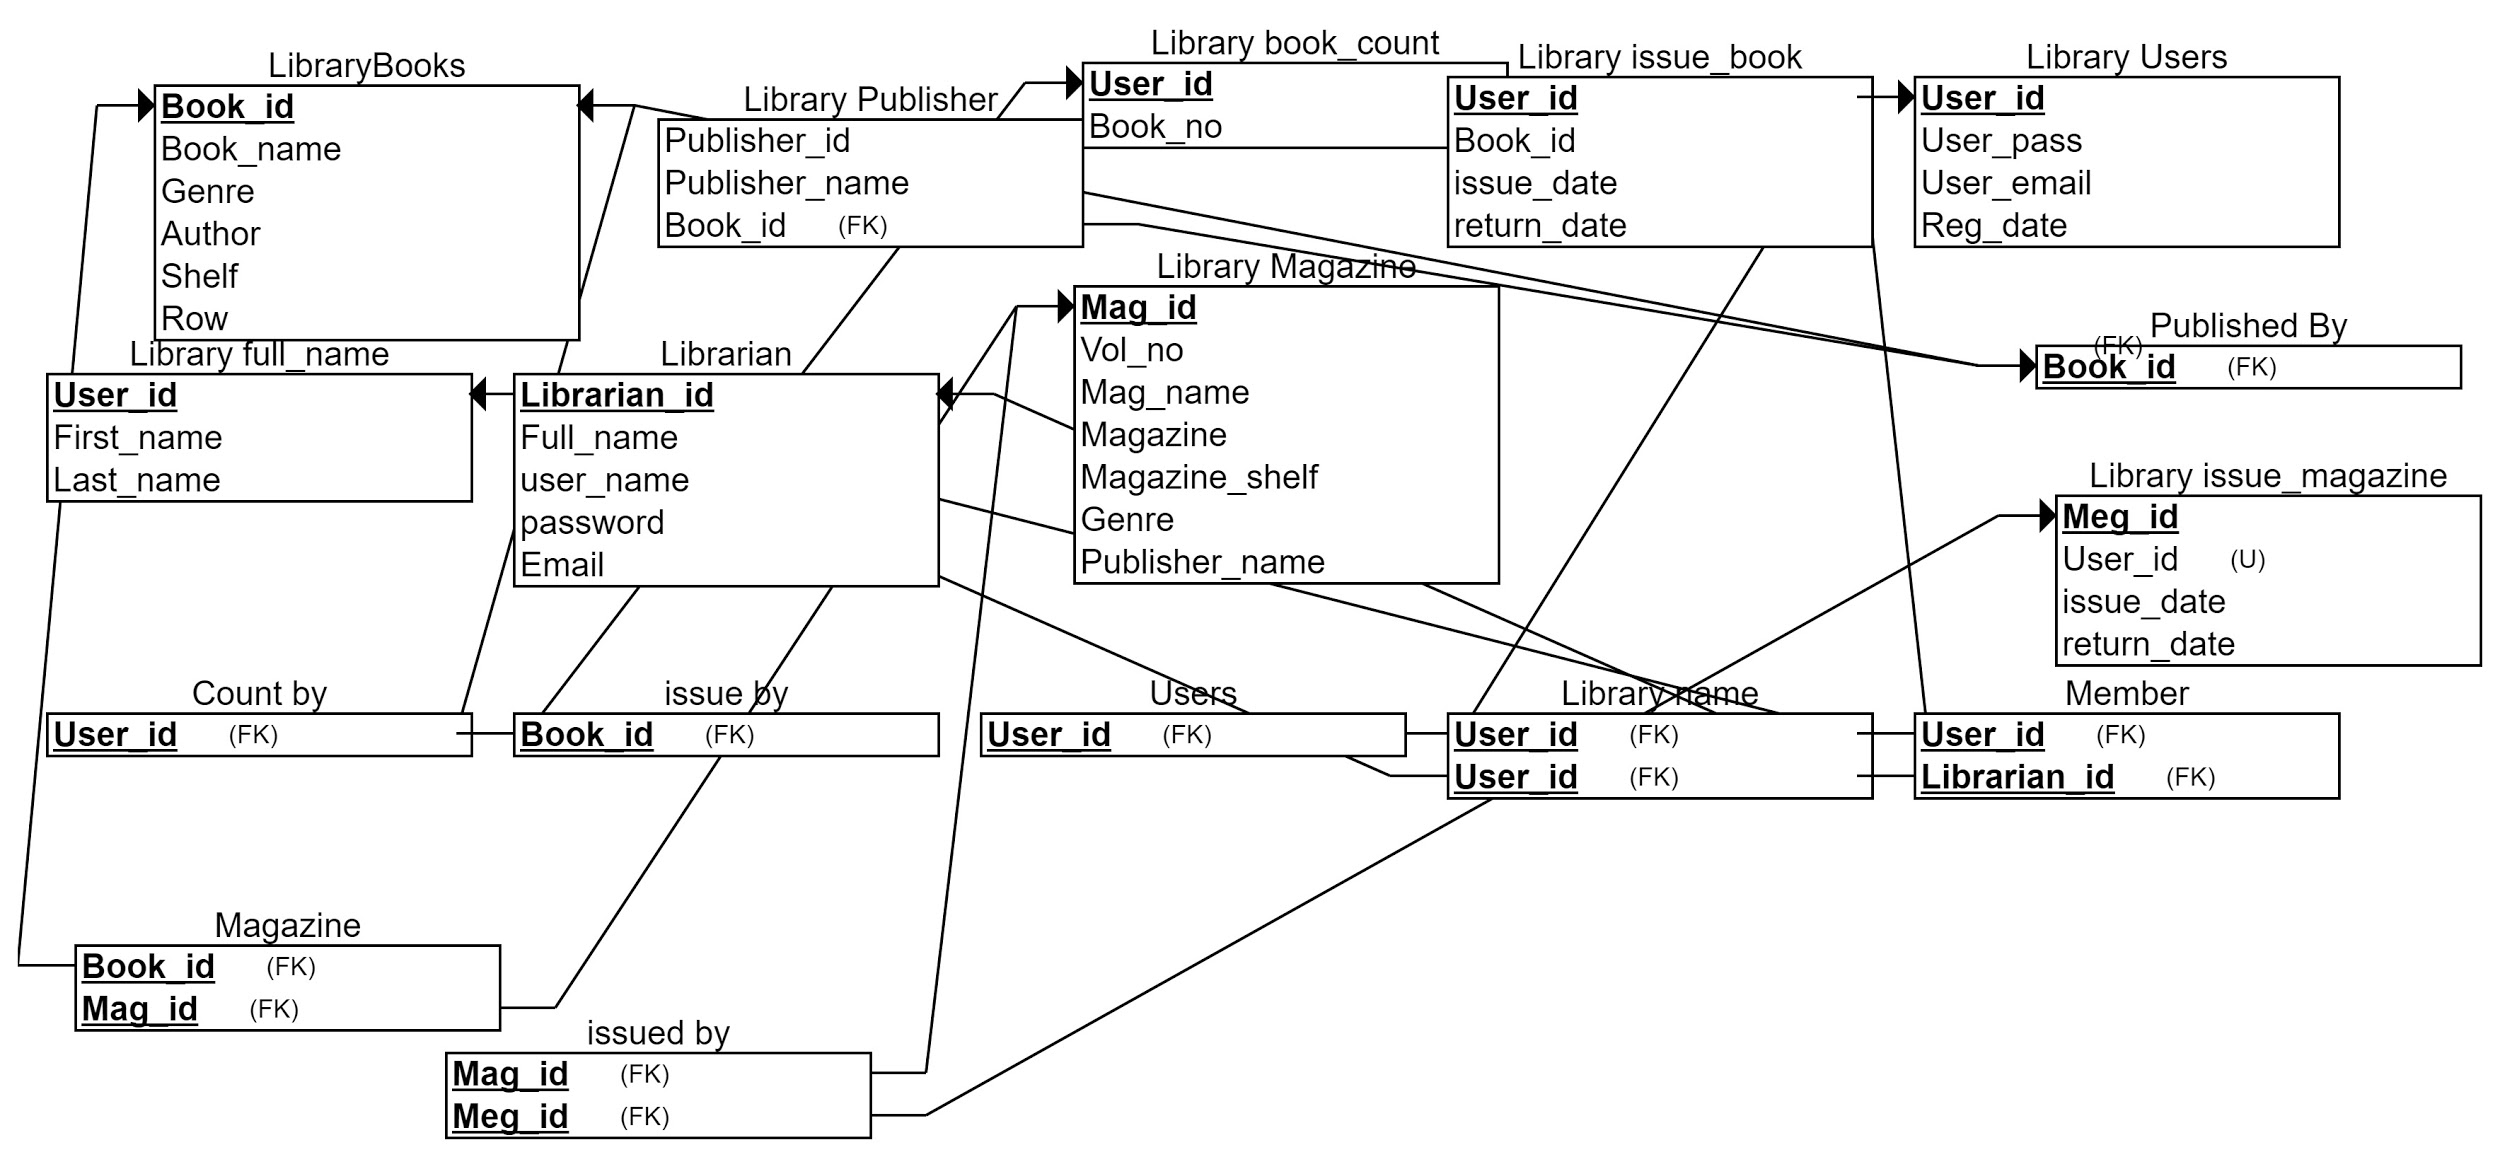 LibraryBooks
Book_id
Book_name
Genre
Author
Shelf
Row
Library Publisher
Publisher_id
Publisher_name
Book_id (FK)
Library book_count
User_id
Book_no
Library issue_book
User_id
Book_id
issue_date
return_date
Library Users
User_id
User_pass
User_email
Reg_date
Library full_name
User_id
First_name
Last_name
Librarian
Librarian_id
Full_name
user_name
password
Email
Library Magazine
Mag_id
Vol_no
Mag_name
Magazine
Magazine_shelf
Genre
Publisher_name
Published By
(FK)
Book_id (FK)
Library issue_magazine
Meg_id
User_id (U)
issue_date
return_date
Count by
User_id (FK)
issue by
Book_id (FK)
Users
User_id (FK)
Library name
User_id (FK)
User_id (FK)
Member
User_id (FK)
Librarian_id (FK)
Magazine
Book_id (FK)
Mag_id (FK)
issued by
Mag_id (FK)
Meg_id (FK)